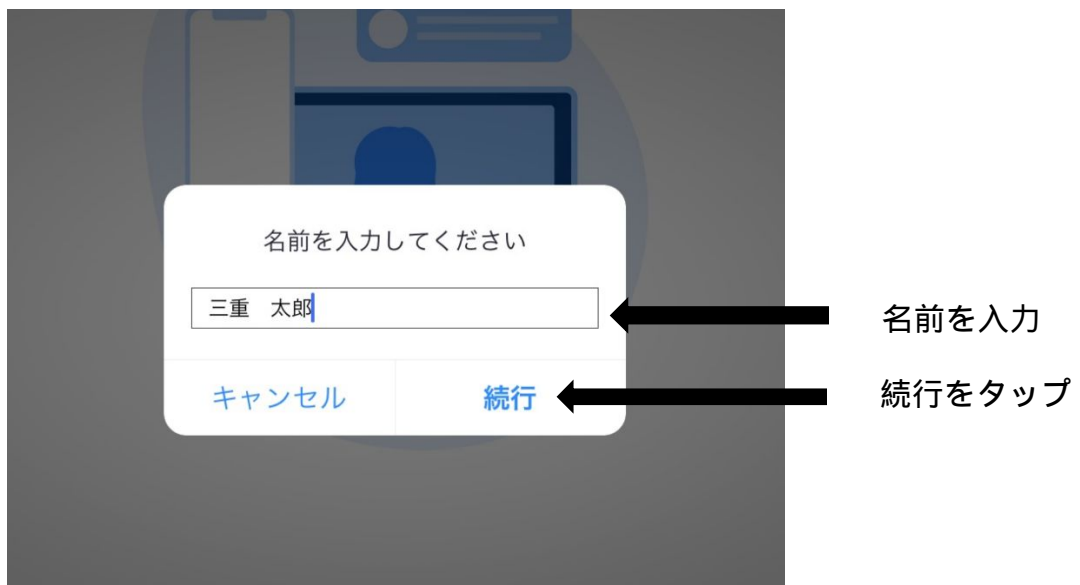 名前を入力してください
三重　太郎
名前を入力
キャンセル
続行
続行をタップ